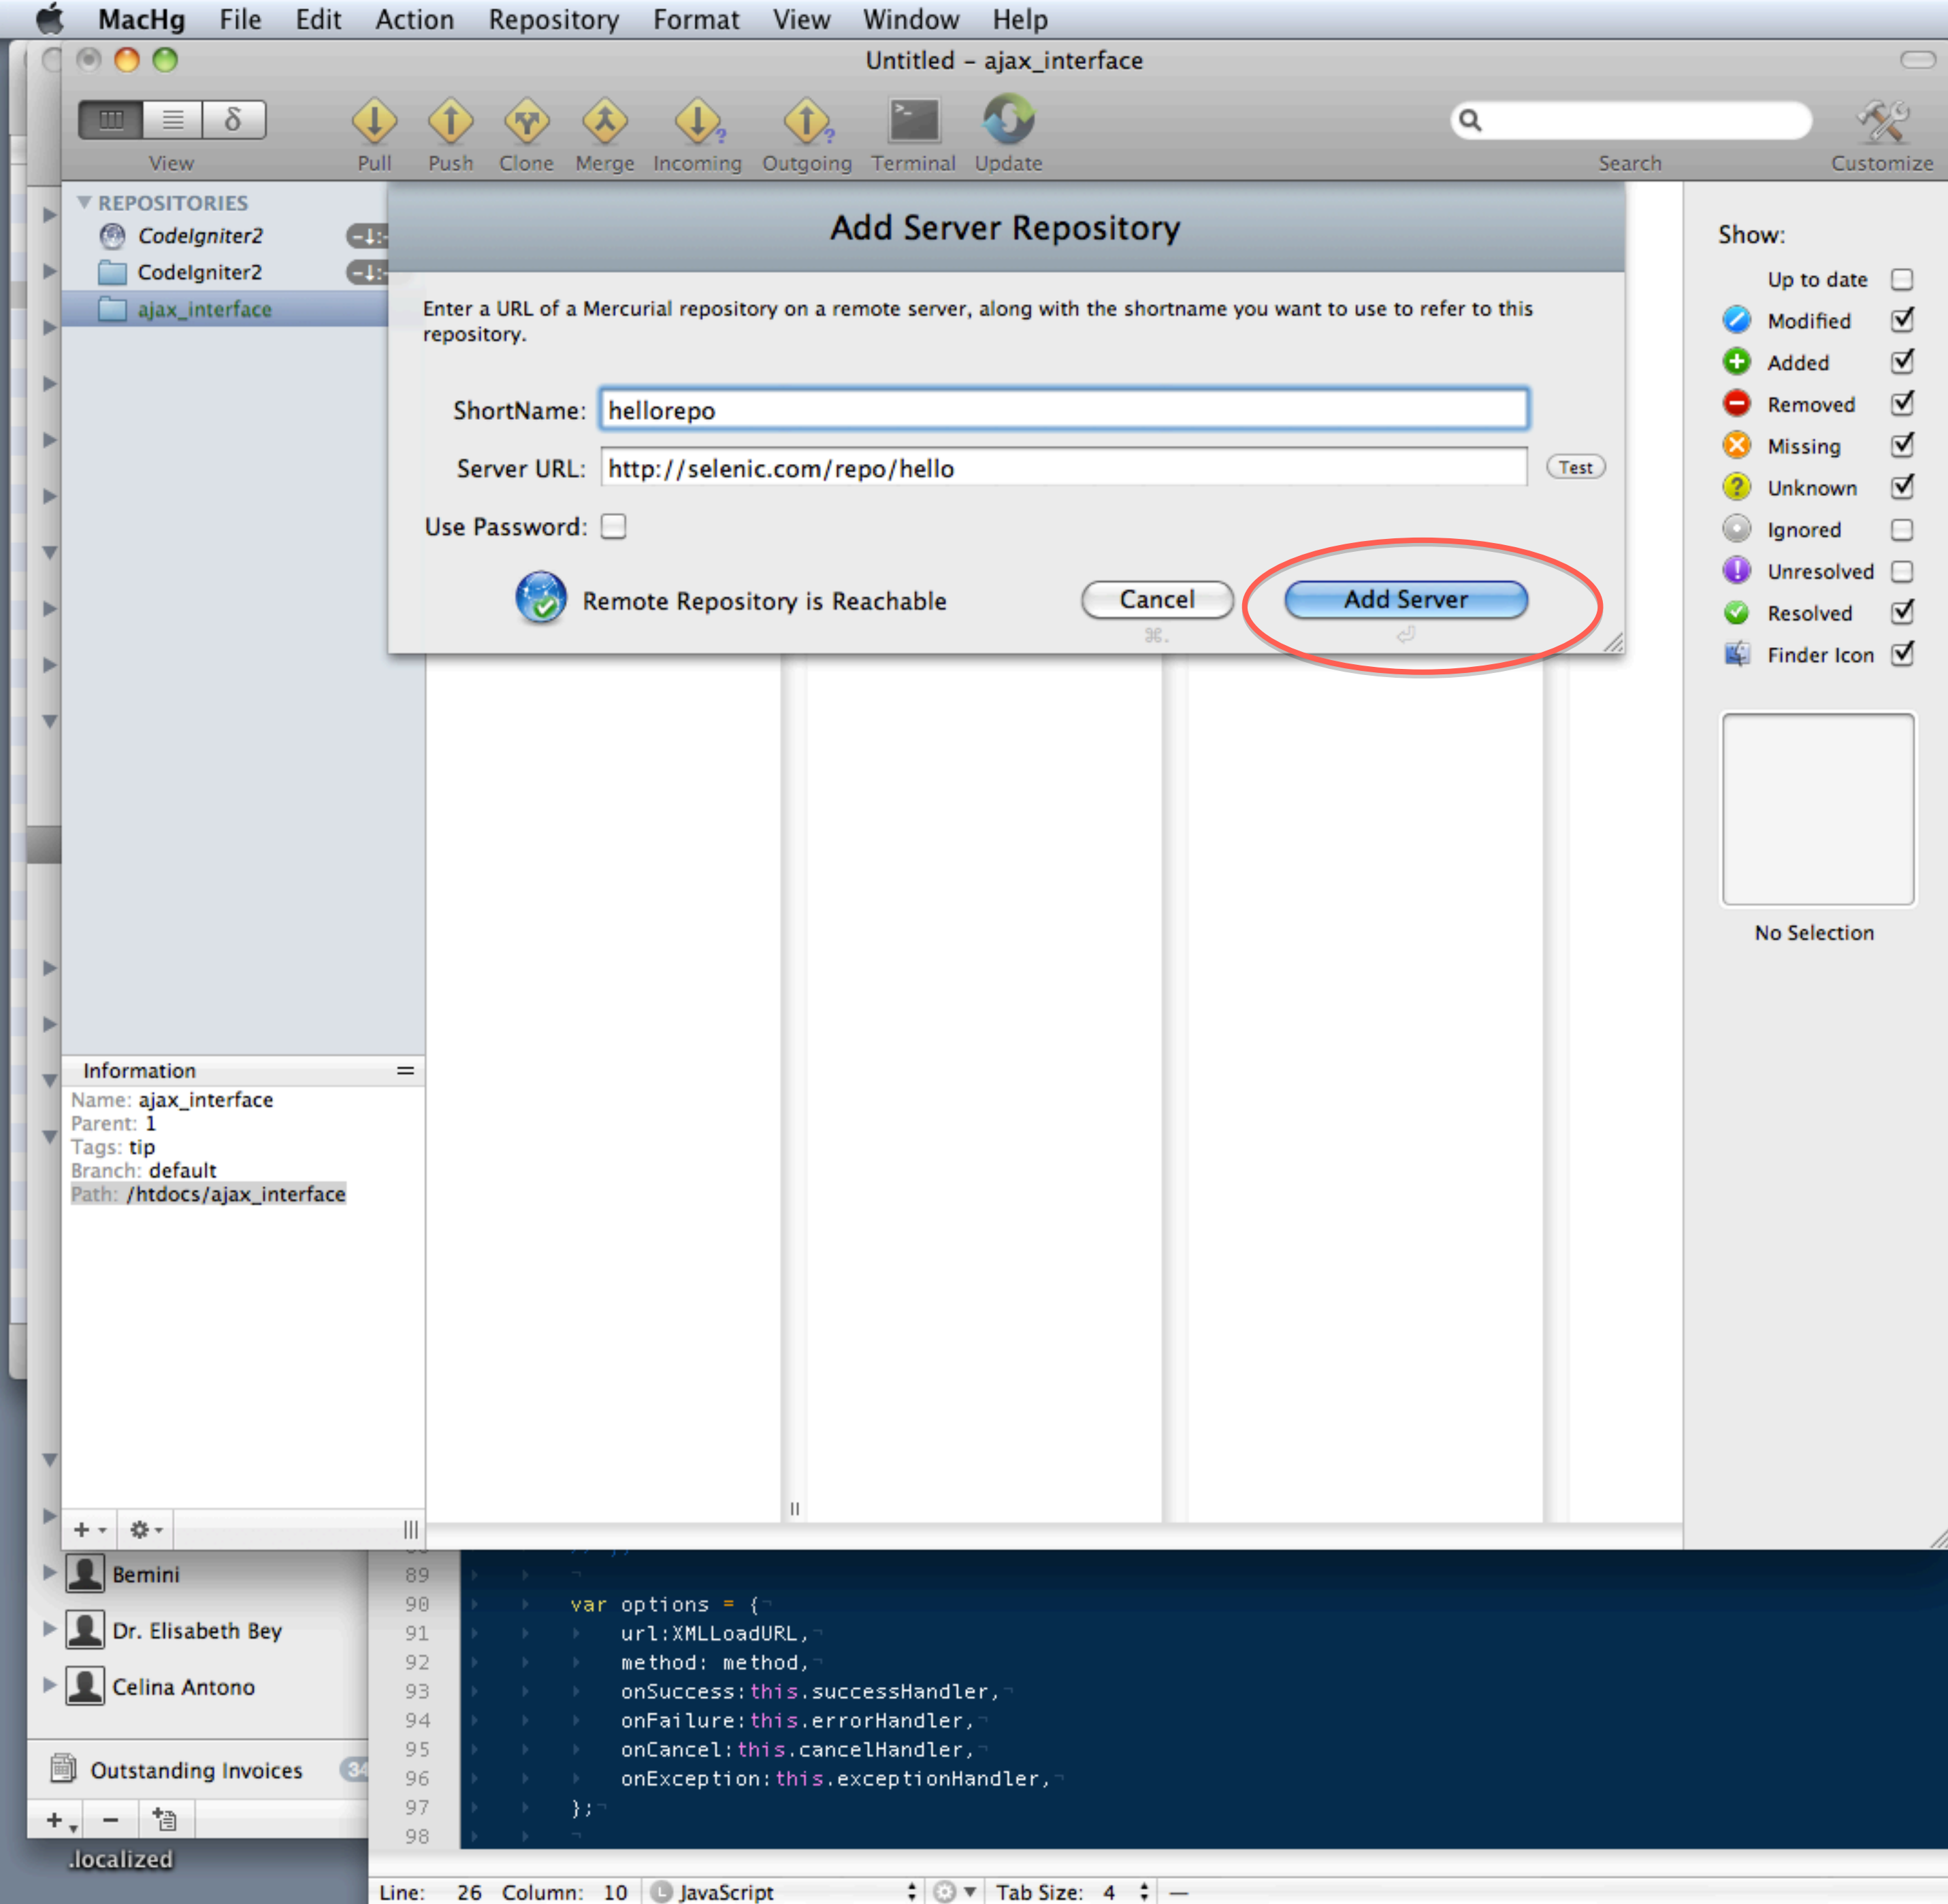 MacHg File Edit Action Repository Format View Window Help
Untitled – ajax_interface
δ
View Pull Push Clone Merge Incoming Outgoing Terminal Update Search Customize
REPOSITORIES
CodeIgniter2
CodeIgniter2
ajax_interface
Add Server Repository
Enter a URL of a Mercurial repository on a remote server, along with the shortname you want to use to refer to this
repository.
ShortName: hellorepo
Server URL: http://selenic.com/repo/hello Test
Use Password:
Remote Repository is Reachable Cancel Add Server
⌘.
Show:
Up to date
Modified
Added
Removed
Missing
Unknown
Ignored
Unresolved
Resolved
Finder Icon
No Selection
Information
Name: ajax_interface
Parent: 1
Tags: tip
Branch: default
Path: /htdocs/ajax_interface
Bemini
Dr. Elisabeth Bey
Celina Antono
Outstanding Invoices 34
.localized
89
90 var options = {
91 url:XMLLoadURL,
92 method: method,
93 onSuccess:this.successHandler,
94 onFailure:this.errorHandler,
95 onCancel:this.cancelHandler,
96 onException:this.exceptionHandler,
97 };
98
Line: 26 Column: 10 L JavaScript Tab Size: 4 —